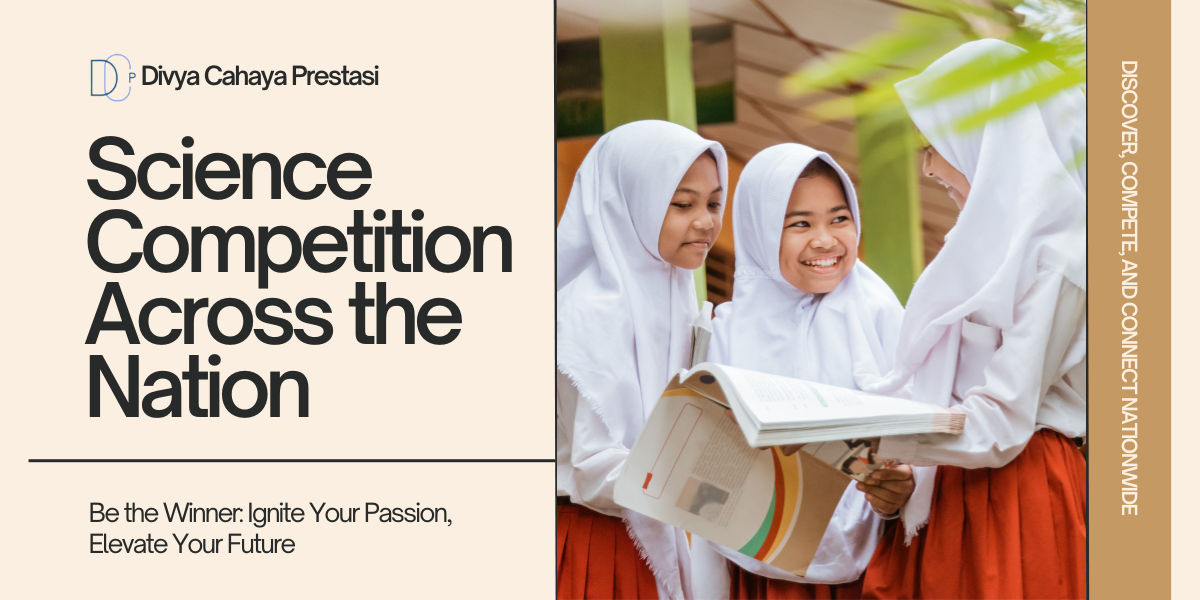 DCP
Divya Cahaya Prestasi
Science
Competition
Across the
Nation
Be the Winner: Ignite Your Passion,
Elevate Your Future
DISCOVER, COMPETE, AND CONNECT NATIONWIDE